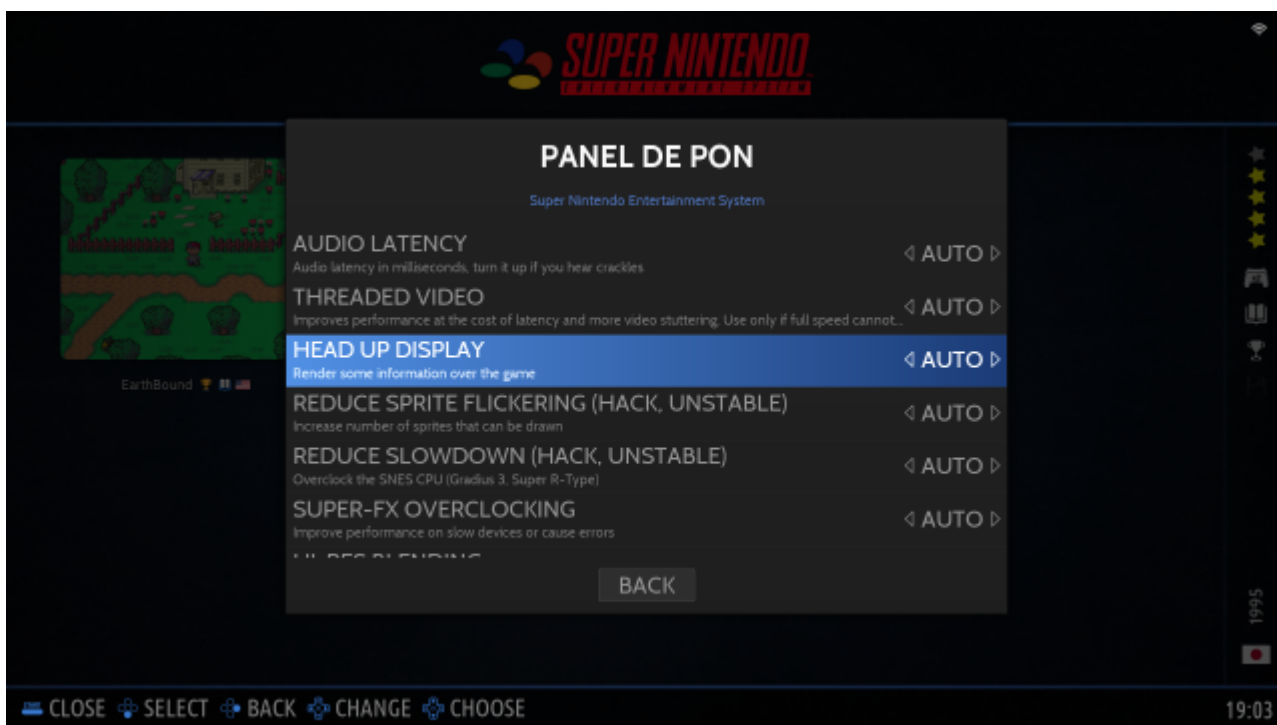 SUPER NINTENDO
ENTERTAINMENT SYSTEM
PANEL DE PON
Super Nintendo Entertainment System
AUDIO LATENCY
Audio latency in milliseconds, turn it up if you hear crackles
AUTO
THREADED VIDEO
Improves performance at the cost of latency and more video stuttering. Use only if full speed cannot...
AUTO
HEAD UP DISPLAY
Render some information over the game
AUTO
REDUCE SPRITE FLICKERING (HACK, UNSTABLE)
Increase number of sprites that can be drawn
AUTO
REDUCE SLOWDOWN (HACK, UNSTABLE)
Overclock the SNES CPU (Gradius 3, Super R-Type)
AUTO
SUPER-FX OVERCLOCKING
Improve performance on slow devices or cause errors
AUTO
BACK
EarthBound
1995
CLOSE SELECT BACK CHANGE CHOOSE
19:03